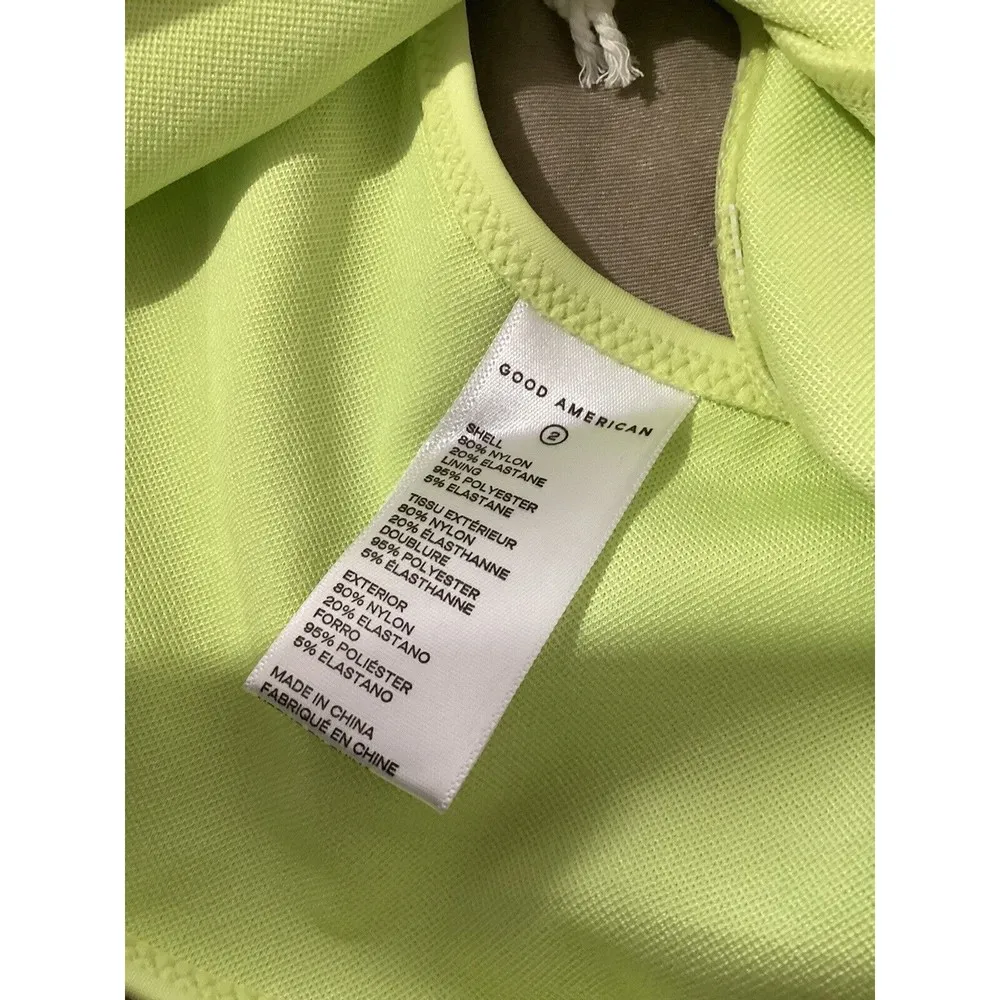 GOOD AMERICAN
2
SHELL
80% NYLON
20% ELASTANE
LINING
95% POLYESTER
5% ELASTANE
TISSU EXTÉRIEUR
80% NYLON
20% ÉLASTHANNE
DOUBLURE
95% POLYESTER
5% ÉLASTHANNE
EXTERIOR
80% NYLON
20% ELASTANO
FORRO
95% POLIÉSTER
5% ELASTANO
MADE IN CHINA
FABRIQUÉ EN CHINE